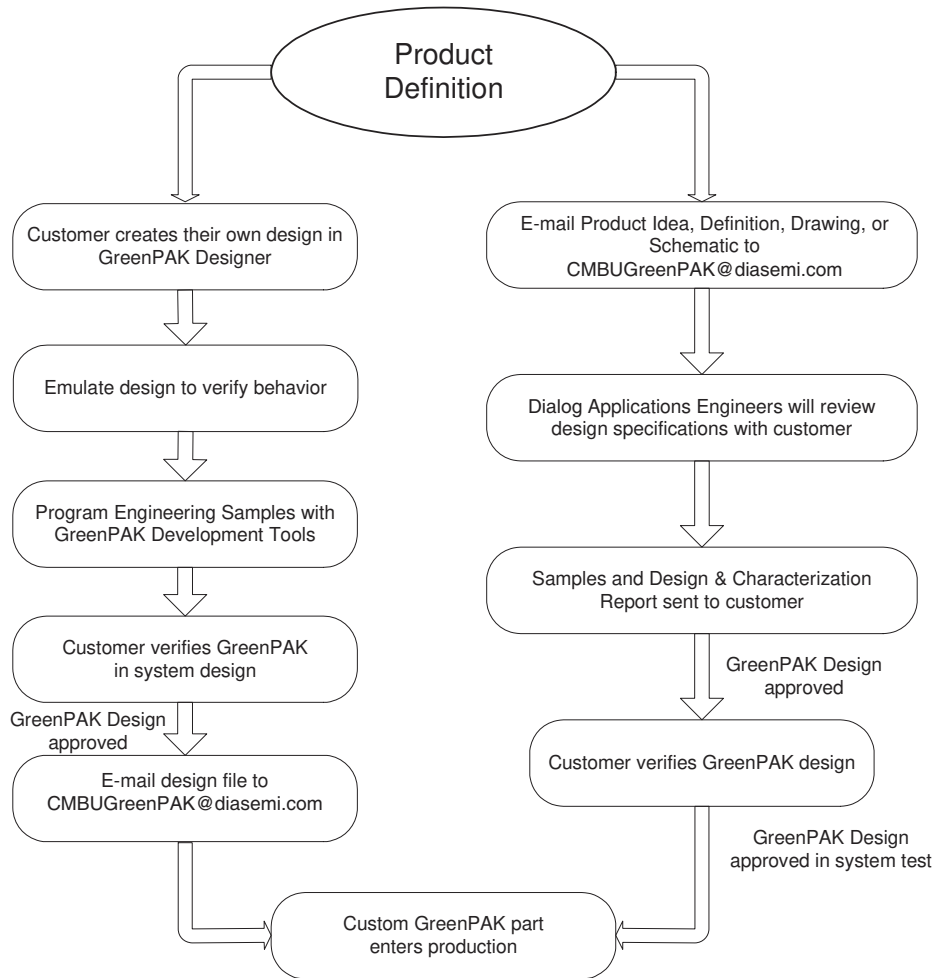 Product
Definition
Customer creates their own design in
GreenPAK Designer
Emulate design to verify behavior
Program Engineering Samples with
GreenPAK Development Tools
Customer verifies GreenPAK
in system design
GreenPAK Design
approved
E-mail design file to
CMBUGreenPAK@diasemi.com
E-mail Product Idea, Definition, Drawing, or
Schematic to
CMBUGreenPAK@diasemi.com
Dialog Applications Engineers will review
design specifications with customer
Samples and Design & Characterization
Report sent to customer
GreenPAK Design
approved
Customer verifies GreenPAK design
GreenPAK Design
approved in system test
Custom GreenPAK part
enters production